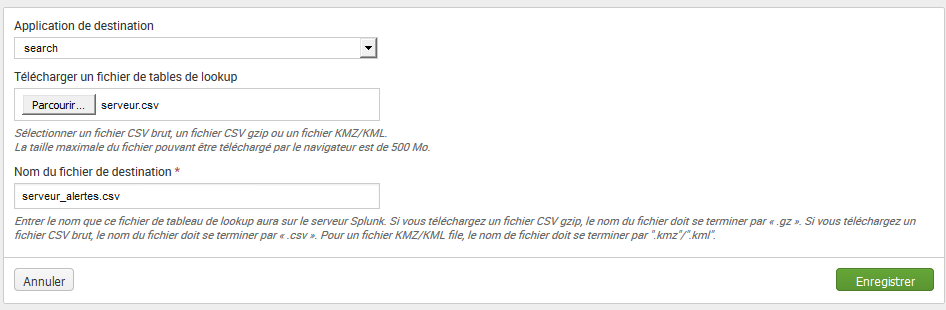 Application de destination
search
Télécharger un fichier de tables de lookup
Parcourir... serveur.csv
Sélectionner un fichier CSV brut, un fichier CSV gzip ou un fichier KMZ/KML.
La taille maximale du fichier pouvant être téléchargé par le navigateur est de 500 Mo.
Nom du fichier de destination *
serveur_alertes.csv
Entrer le nom que ce fichier de tableau de lookup aura sur le serveur Splunk. Si vous téléchargez un fichier CSV gzip, le nom du fichier doit se terminer par « .gz ». Si vous téléchargez un
fichier CSV brut, le nom du fichier doit se terminer par « .csv ». Pour un fichier KMZ/KML file, le nom de fichier doit se terminer par ".kmz"/".kml".
Annuler Enregistrer